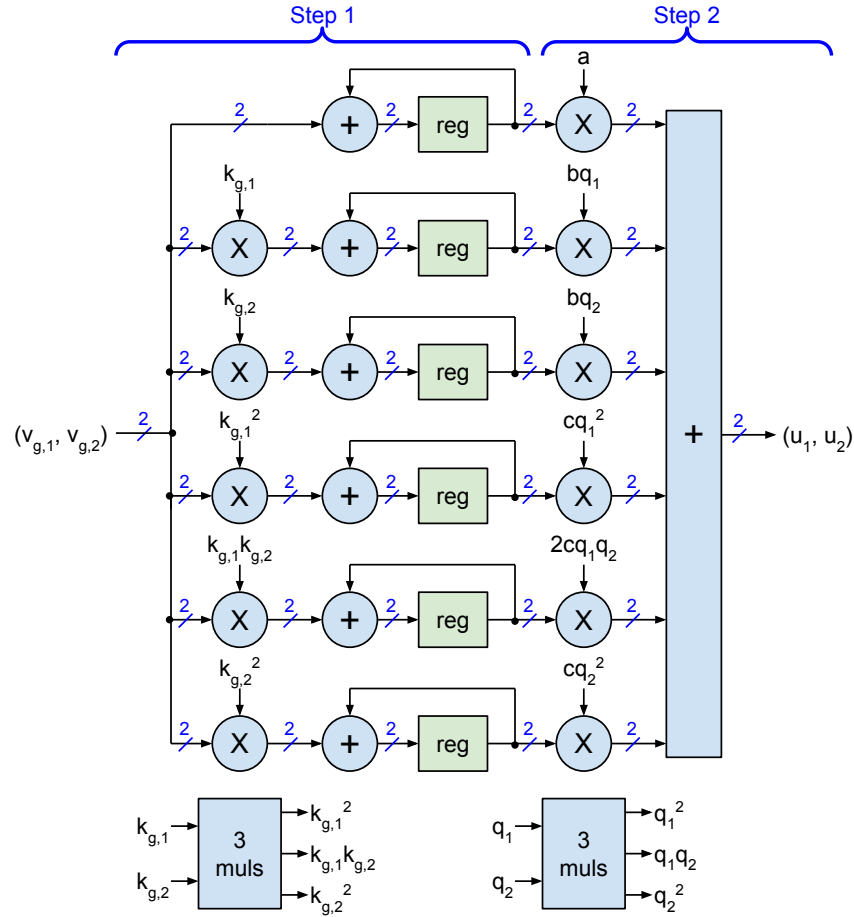 Step 1 Step 2
a
2 + 2 reg 2 X 2
k_{g,1} bq_1
2 X 2 + 2 reg 2 X 2
k_{g,2} bq_2
2 X 2 + 2 reg 2 X 2
(v_{g,1}, v_{g,2}) 2 + 2 (u_1, u_2)
k_{g,1}^2 cq_1^2
2 X 2 + 2 reg 2 X 2
k_{g,1}k_{g,2} 2cq_1q_2
2 X 2 + 2 reg 2 X 2
k_{g,2}^2 cq_2^2
2 X 2 + 2 reg 2 X 2
k_{g,1}
k_{g,2}
3
muls
k_{g,1}^2
k_{g,1}k_{g,2}
k_{g,2}^2
q_1
q_2
3
muls
q_1^2
q_1q_2
q_2^2